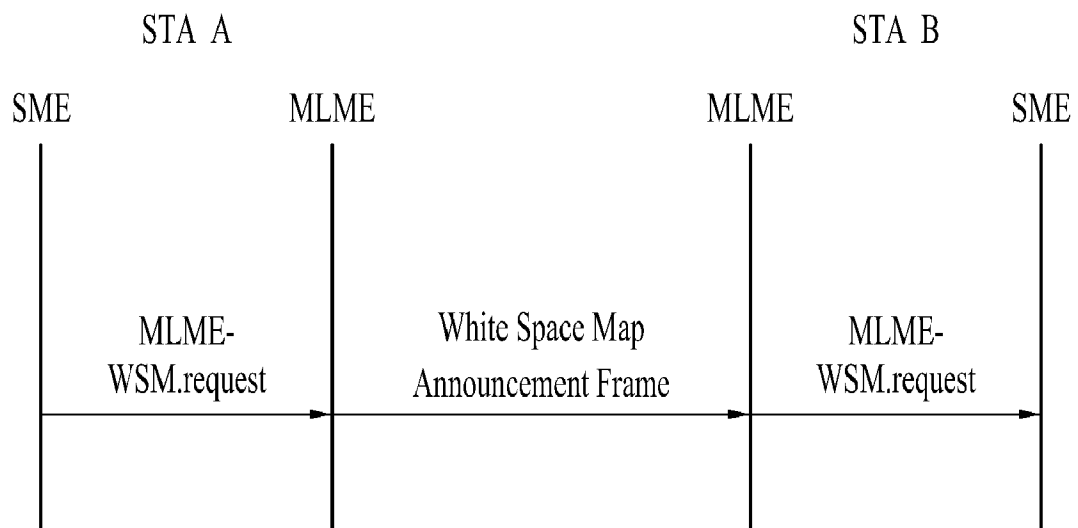 STA A
STA B
SME
MLME
MLME
SME
MLME-
WSM.request
White Space Map
Announcement Frame
MLME-
WSM.request